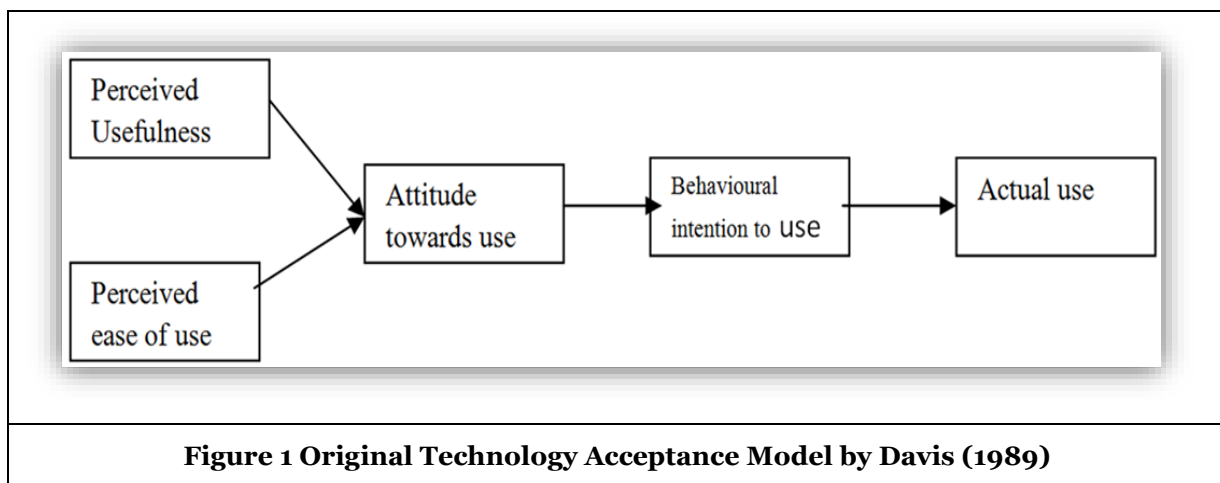 Perceived
Usefulness
Attitude
towards use
Behavioural
intention to use
Actual use
Perceived
ease of use
Figure 1 Original Technology Acceptance Model by Davis (1989)